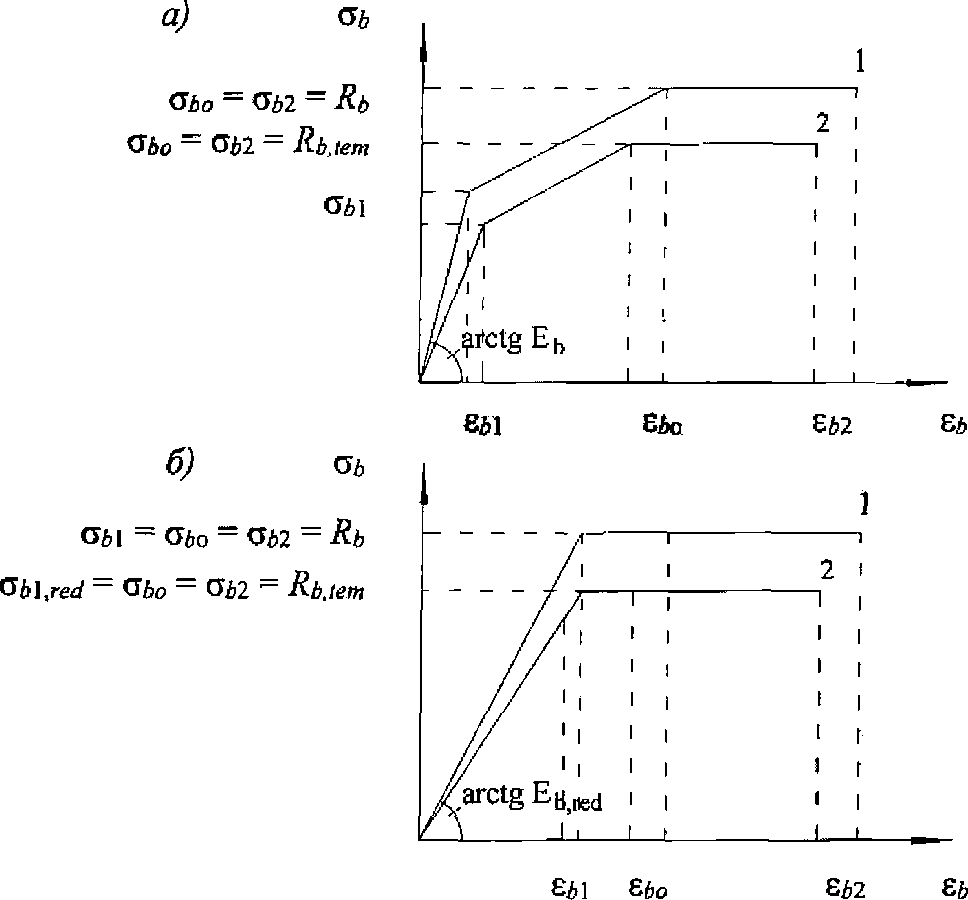 а) σb
1
σbo = σb2 = Rb
2
σbo = σb2 = Rb,tem
σb1
arctg Eb
εb1 εbo εb2 εb
б) σb
1
σb1 = σbo = σb2 = Rb
2
σb1,red = σbo = σb2 = Rb,tem
arctg Eb,red
εb1 εbo εb2 εb